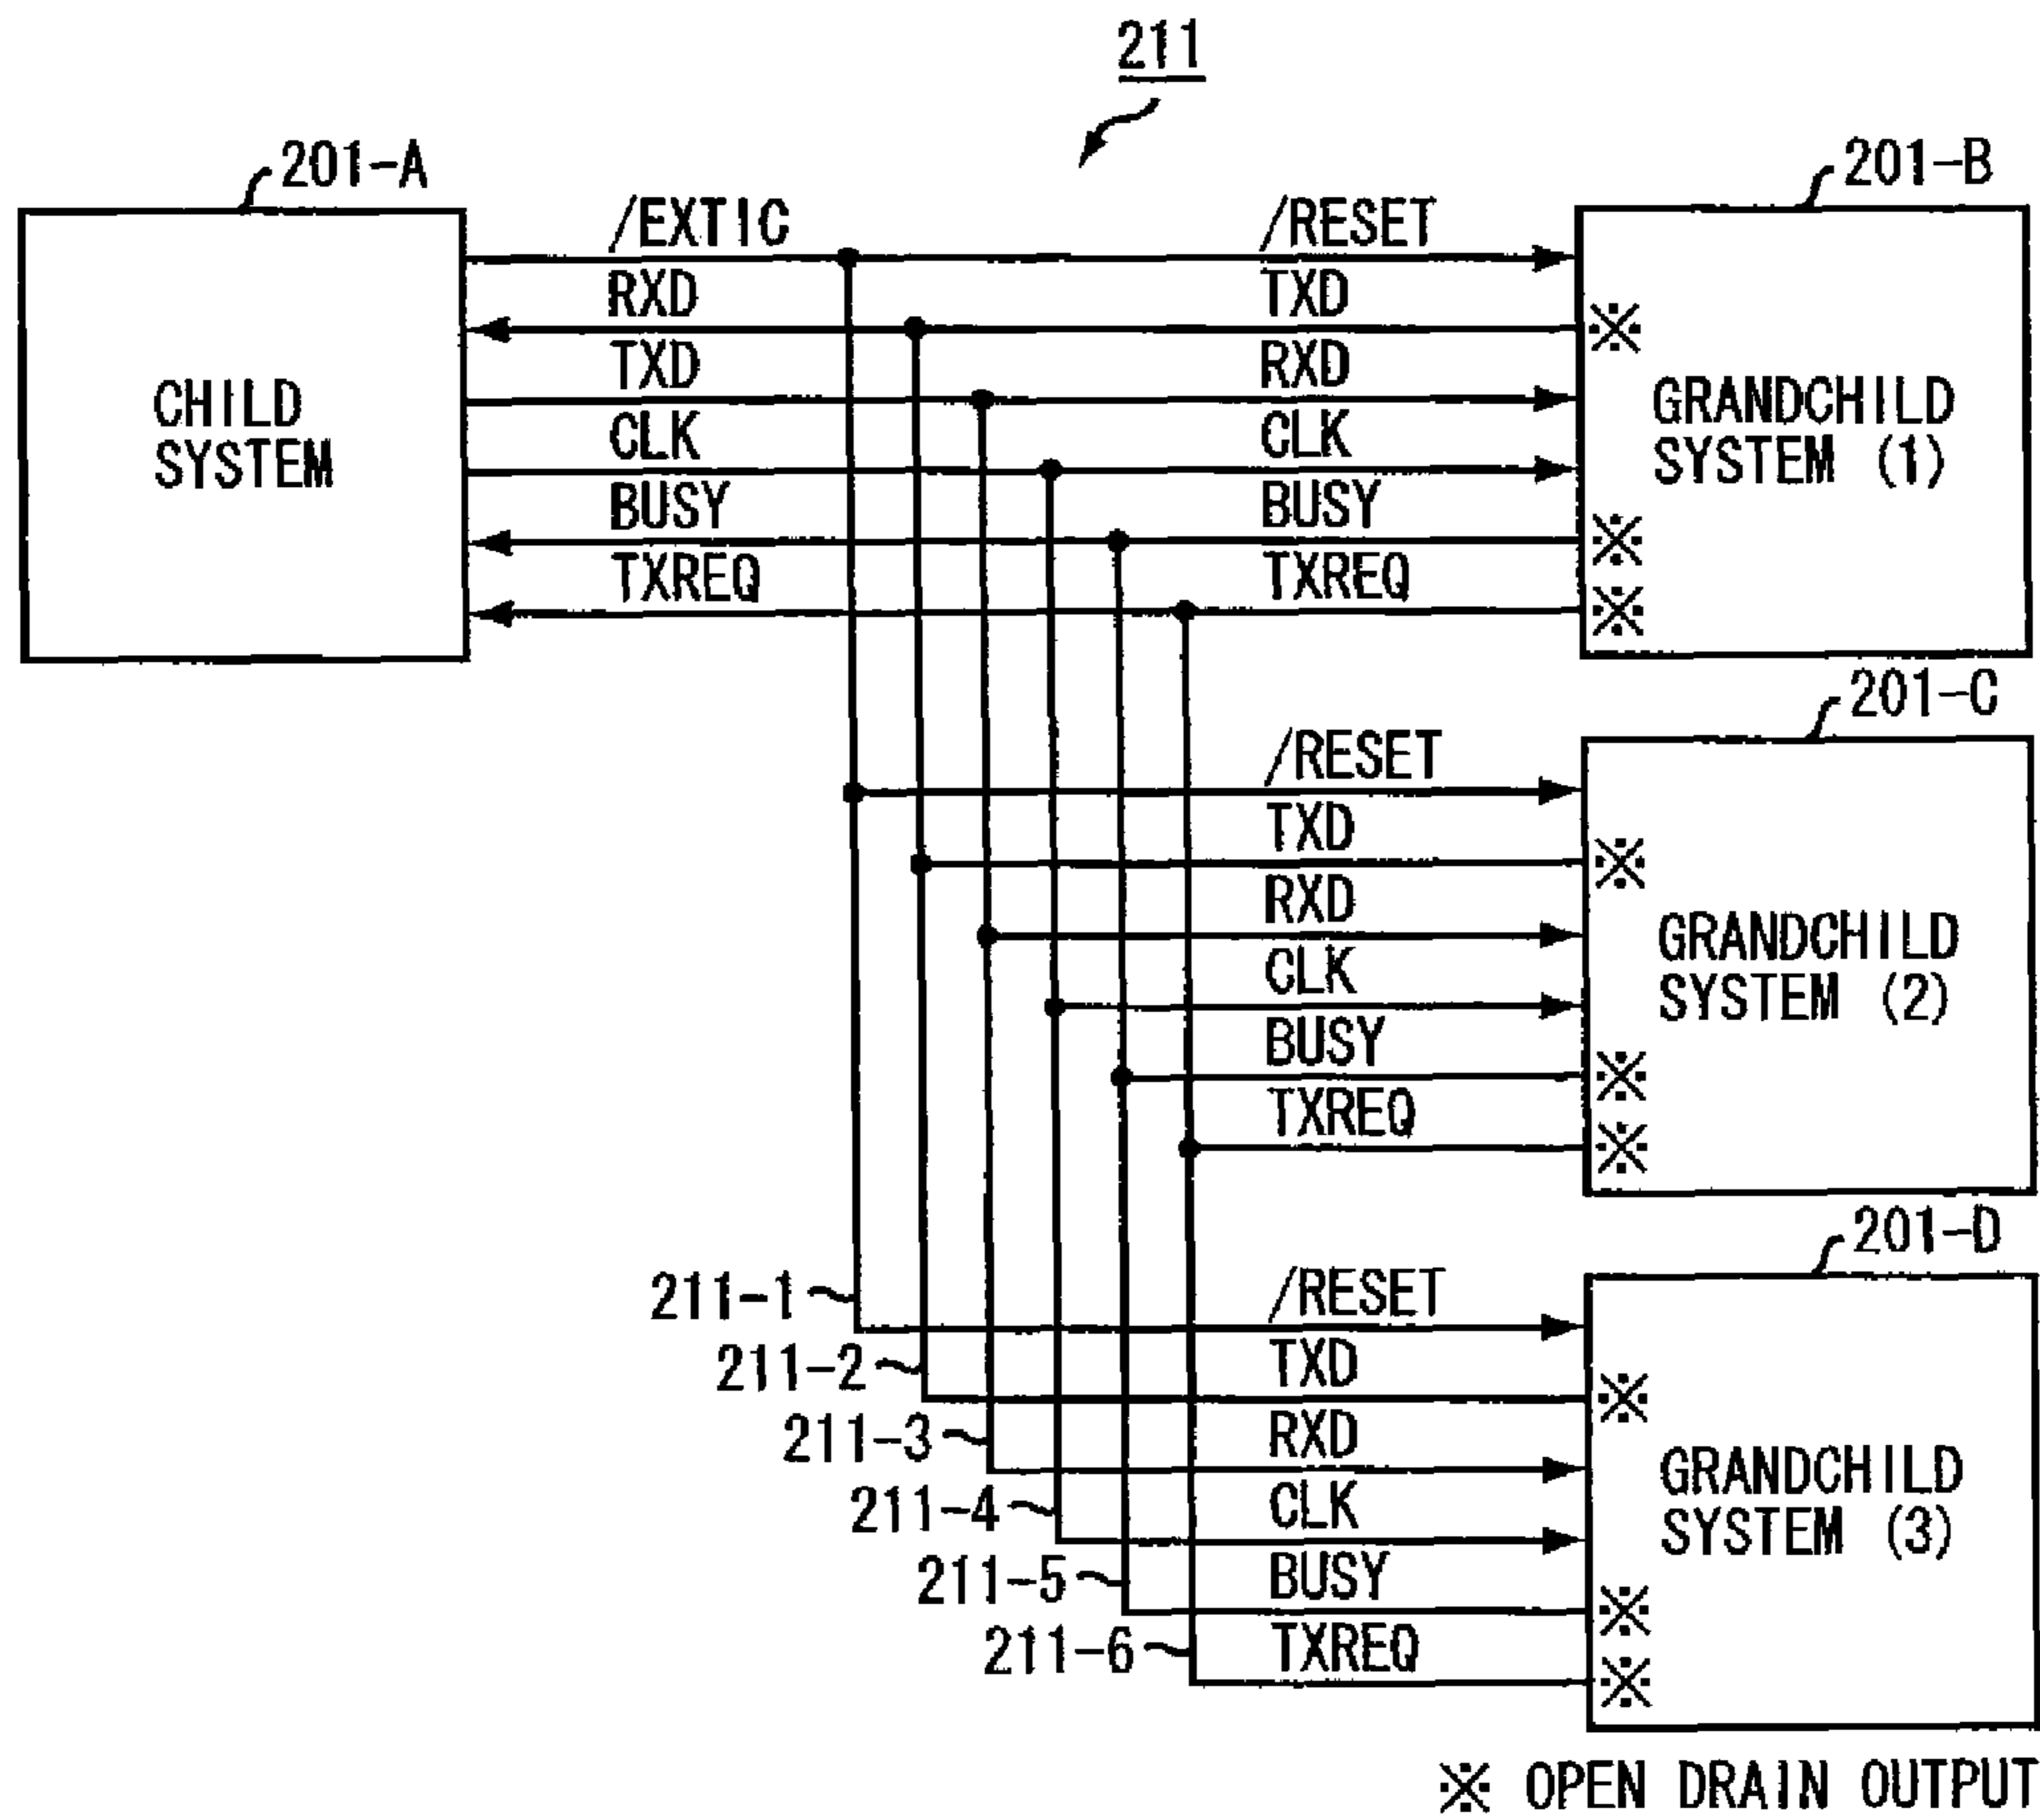 211
201-A
201-B
/EXTIC
/RESET
RXD
TXD
TXD
RXD
CLK
CLK
BUSY
BUSY
TXREQ
TXREQ
CHILD
SYSTEM
※
GRANDCHILD
SYSTEM (1)
※
※
201-C
/RESET
TXD
※
RXD
GRANDCHILD
SYSTEM (2)
CLK
BUSY
※
TXREQ
※
201-D
211-1
/RESET
211-2
TXD
※
211-3
RXD
GRANDCHILD
SYSTEM (3)
211-4
CLK
211-5
BUSY
※
211-6
TXREQ
※
※ OPEN DRAIN OUTPUT